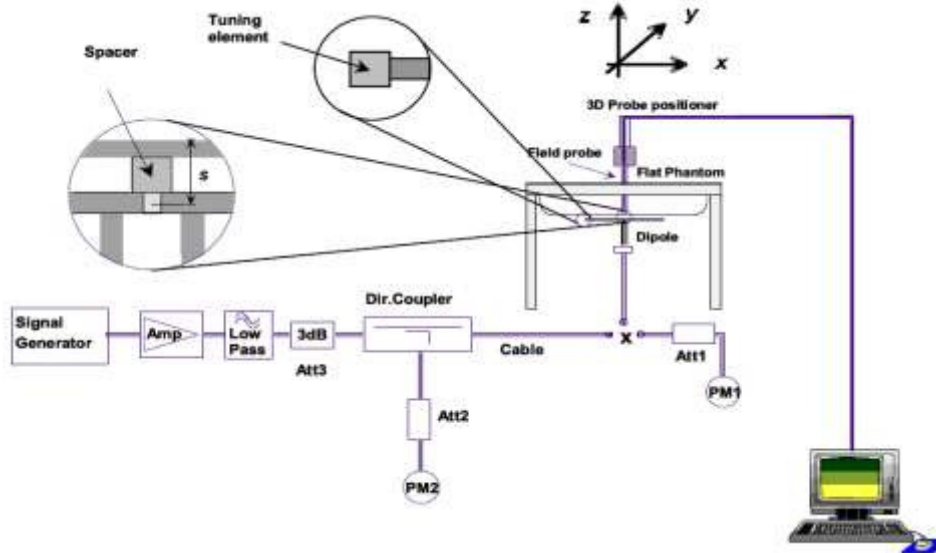 Tuning
element
Spacer
s
z
y
x
3D Probe positioner
Field probe
Flat Phantom
Dipole
Dir.Coupler
Signal
Generator
Amp
Low
Pass
3dB
Att3
Cable
x
Att1
PM1
Att2
PM2